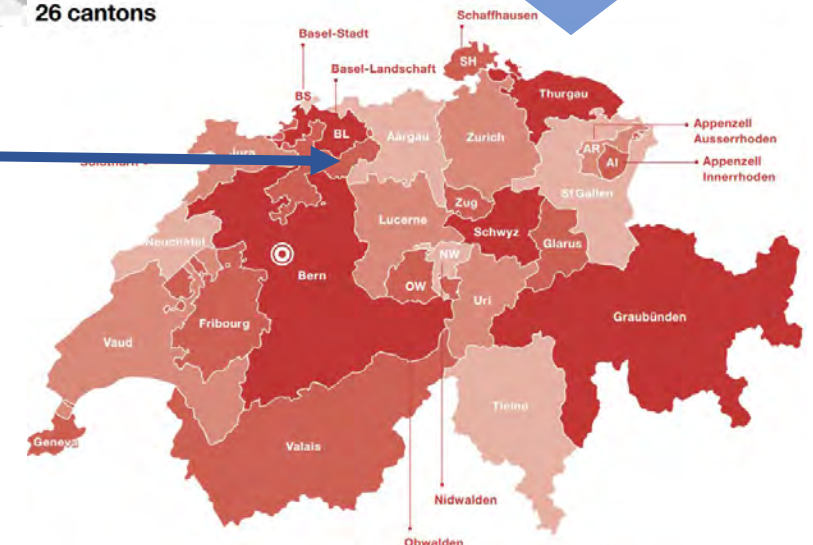 26 cantons
Schaffhausen
Basel-Stadt
Basel-Landschaft
SH
Thurgau
BS
BL
Aargau
Zurich
Appenzell
Ausserrhoden
AR
AI
Appenzell
Innerrhoden
Jura
Solothurn
Zug
St Gallen
Lucerne
Schwyz
Glarus
Neuchâtel
NW
Bern
OW
Uri
Graubünden
Fribourg
Vaud
Ticino
Geneva
Valais
Nidwalden
Obwalden